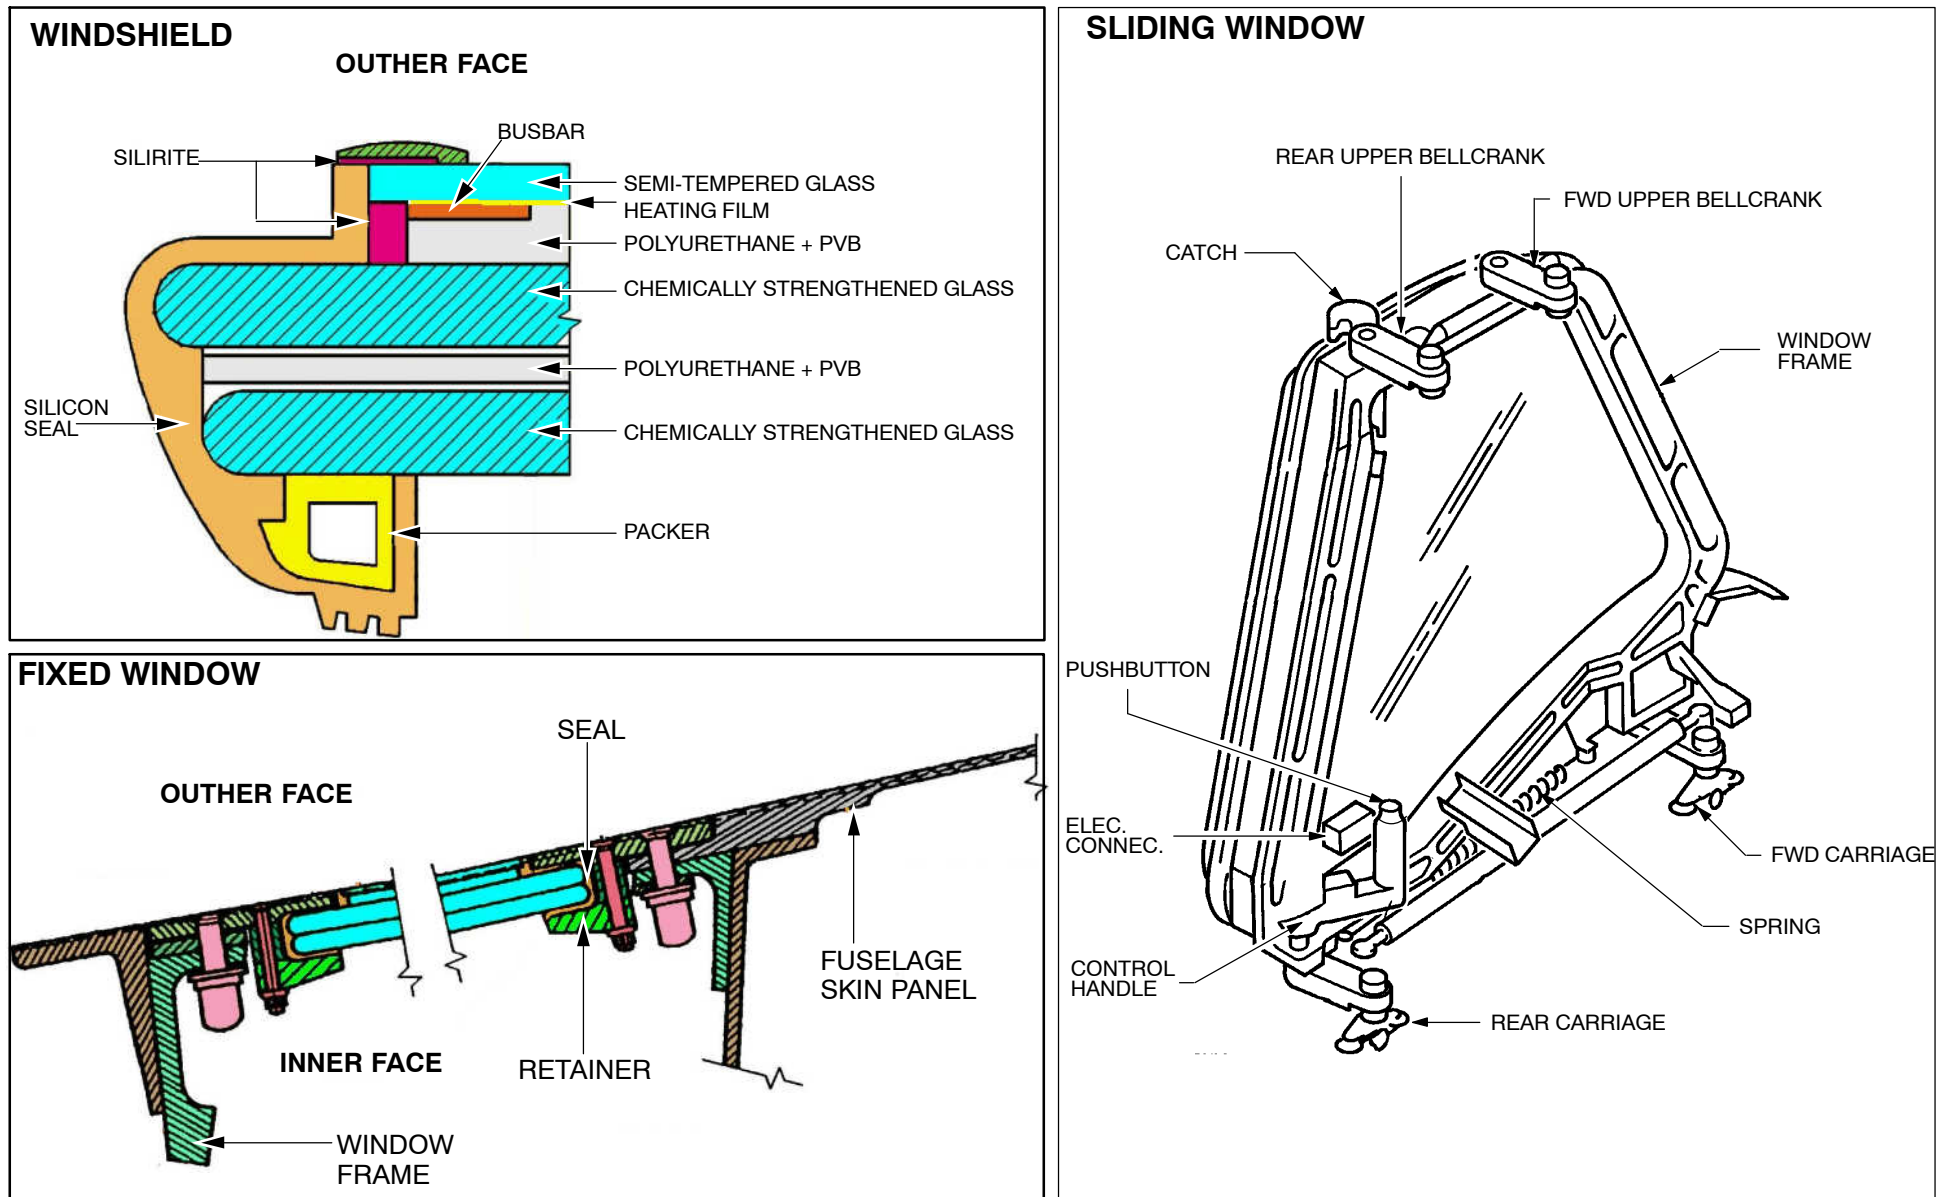 WINDSHIELD
OUTHER FACE
BUSBAR
SILIRITE
SEMI-TEMPERED GLASS
HEATING FILM
POLYURETHANE + PVB
CHEMICALLY STRENGTHENED GLASS
POLYURETHANE + PVB
SILICON
SEAL
CHEMICALLY STRENGTHENED GLASS
PACKER
FIXED WINDOW
SEAL
OUTHER FACE
FUSELAGE
SKIN PANEL
INNER FACE
RETAINER
WINDOW
FRAME
SLIDING WINDOW
REAR UPPER BELLCRANK
FWD UPPER BELLCRANK
CATCH
WINDOW
FRAME
PUSHBUTTON
ELEC.
CONNEC.
FWD CARRIAGE
SPRING
CONTROL
HANDLE
REAR CARRIAGE